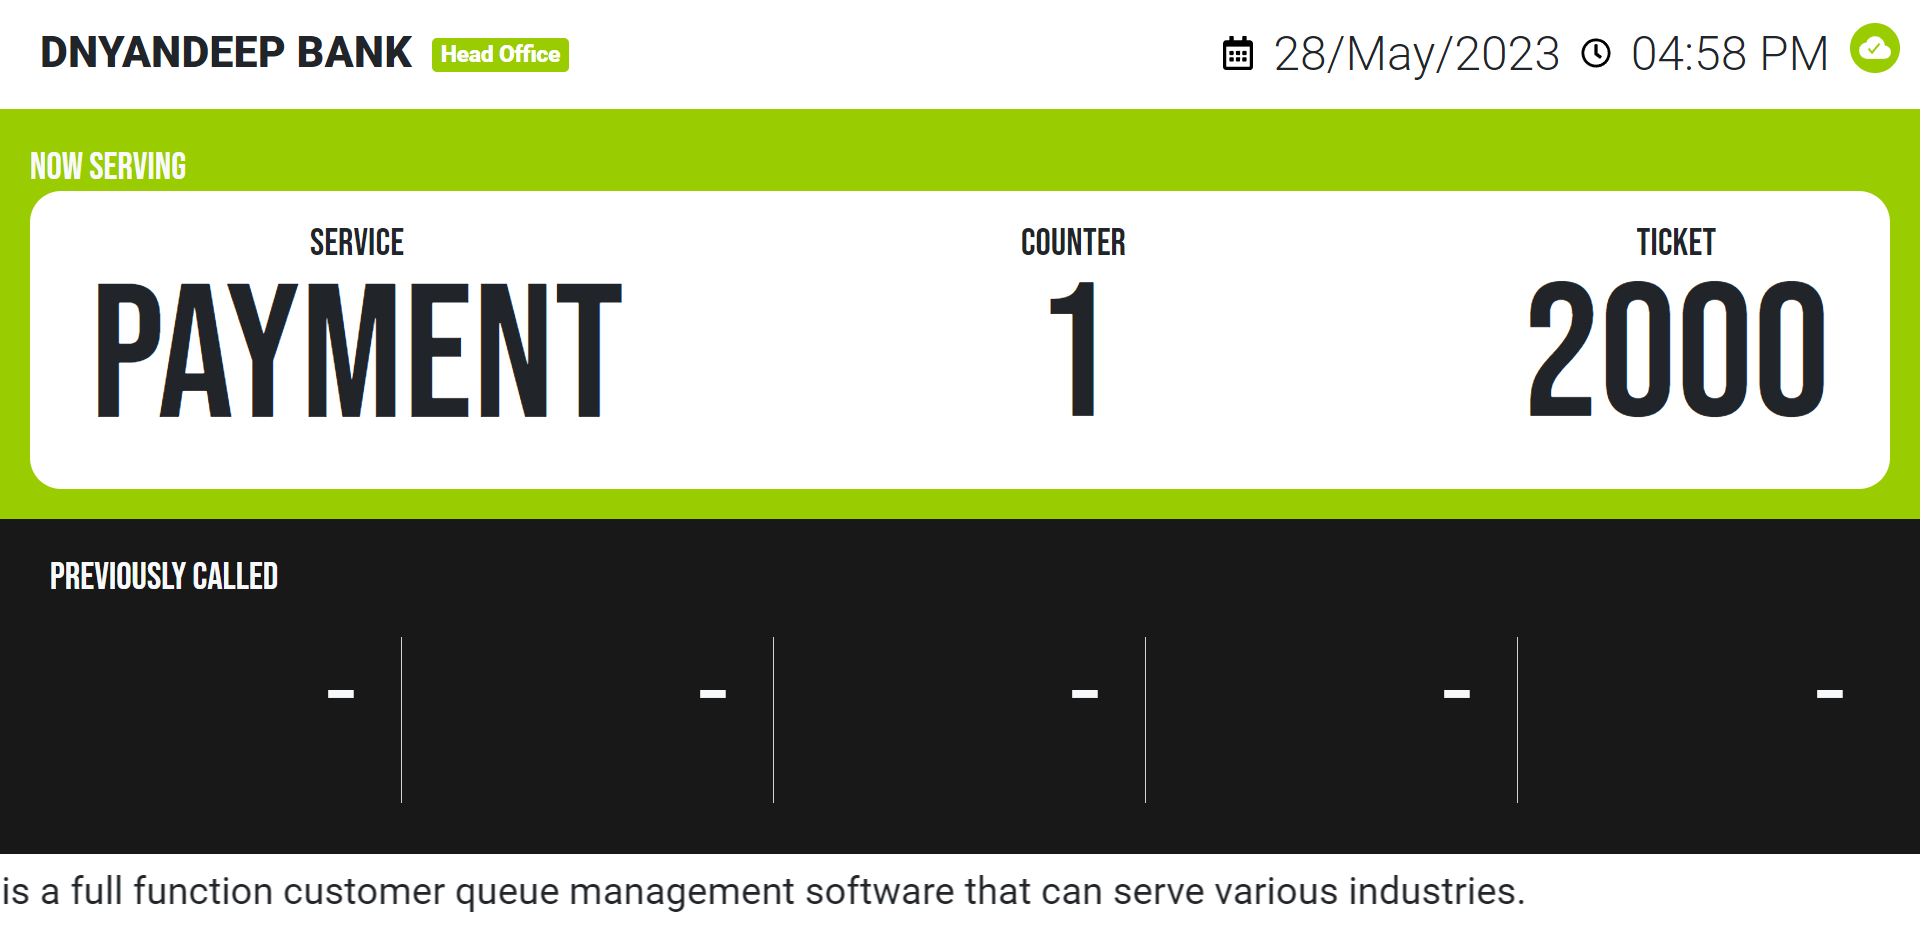 DNYANDEEP BANK Head Office 28/May/2023 04:58 PM
NOW SERVING
SERVICE COUNTER TICKET
PAYMENT 1 2000
PREVIOUSLY CALLED
- - - - -
is a full function customer queue management software that can serve various industries.